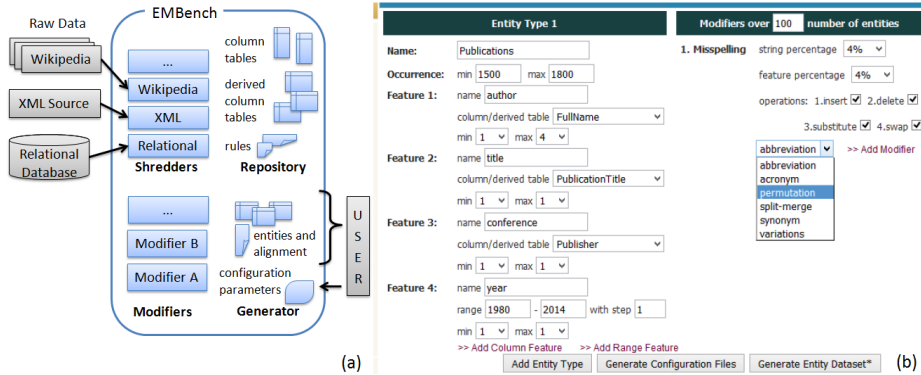 Raw Data
EMBench
Wikipedia
XML Source
Relational
Database
...
Wikipedia
XML
Relational
Shredders
column
tables
derived
column
tables
rules
Repository
...
Modifier B
Modifier A
Modifiers
entities and
alignment
configuration
parameters
Generator
U
S
E
R
(a)
Entity Type 1
Name: Publications
Occurrence: min 1500 max 1800
Feature 1: name author
column/derived table FullName
min 1 max 4
Feature 2: name title
column/derived table PublicationTitle
min 1 max 1
Feature 3: name conference
column/derived table Publisher
min 1 max 1
Feature 4: name year
range 1980 - 2014 with step 1
min 1 max 1
>> Add Column Feature >> Add Range Feature
Modifiers over 100 number of entities
1. Misspelling string percentage 4%
feature percentage 4%
operations: 1.insert 2.delete
3.substitute 4.swap
abbreviation >> Add Modifier
abbreviation
acronym
permutation
split-merge
synonym
variations
Add Entity Type Generate Configuration Files Generate Entity Dataset*
(b)